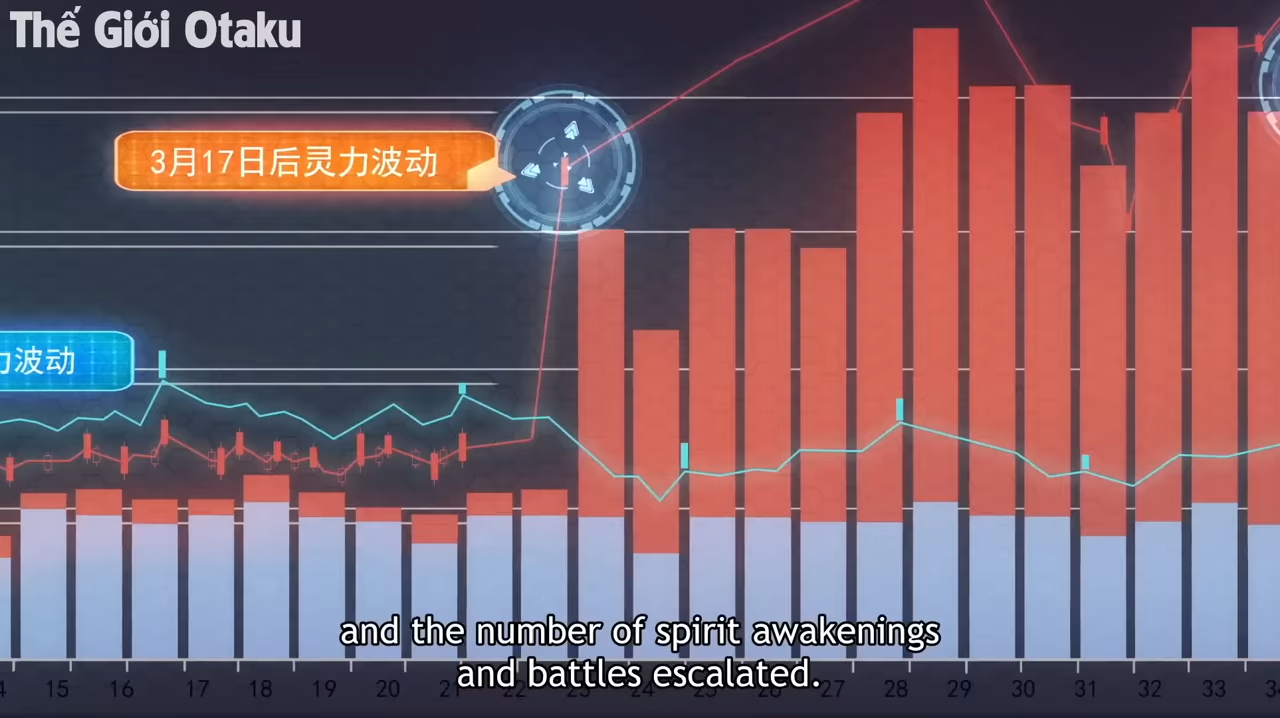 Thế Giới Otaku
3月17日后灵力波动
力波动
and the number of spirit awakenings
and battles escalated.
15 16 17 18 19 20 21 22 23 24 25 26 27 28 29 30 31 32 33